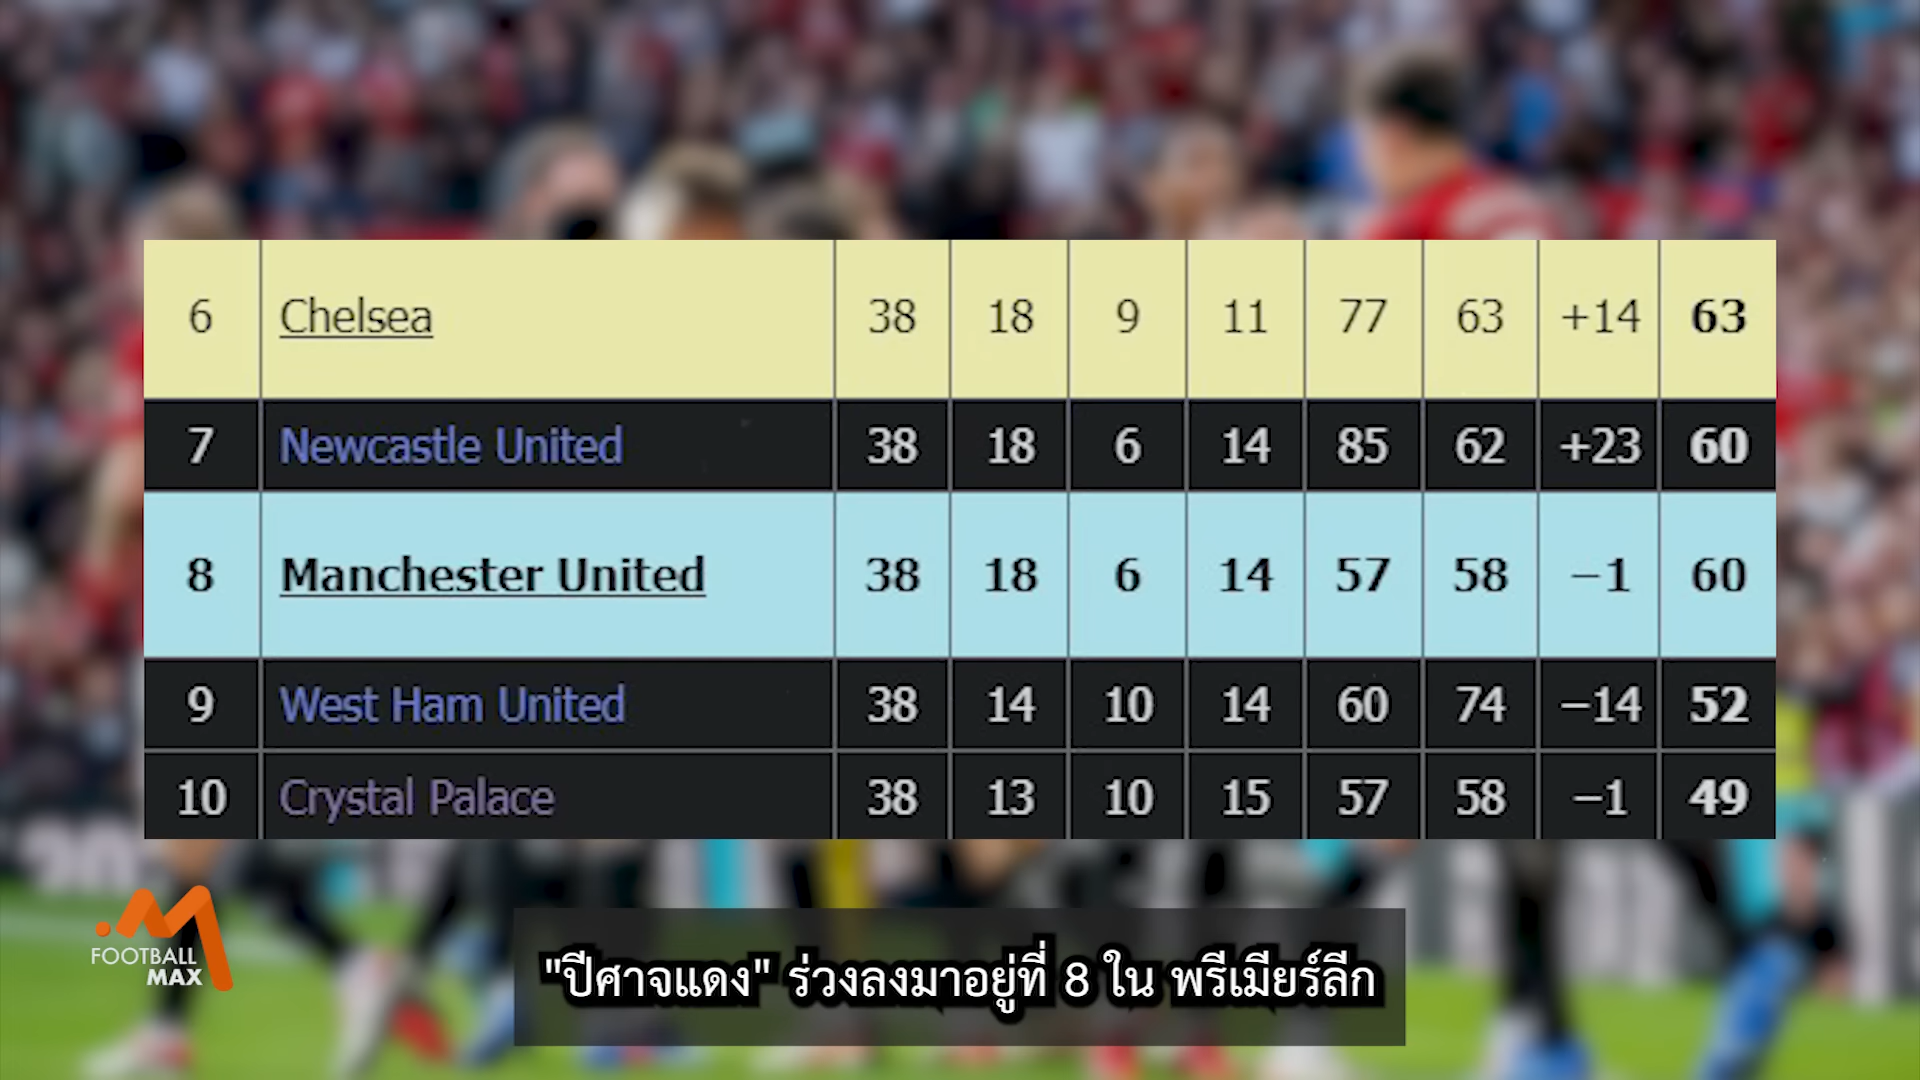 6 Chelsea 38 18 9 11 77 63 +14 63
7 Newcastle United 38 18 6 14 85 62 +23 60
8 Manchester United 38 18 6 14 57 58 −1 60
9 West Ham United 38 14 10 14 60 74 −14 52
10 Crystal Palace 38 13 10 15 57 58 −1 49
FOOTBALL
MAX
"ปีศาจแดง" ร่วงลงมาอยู่ที่ 8 ใน พรีเมียร์ลีก